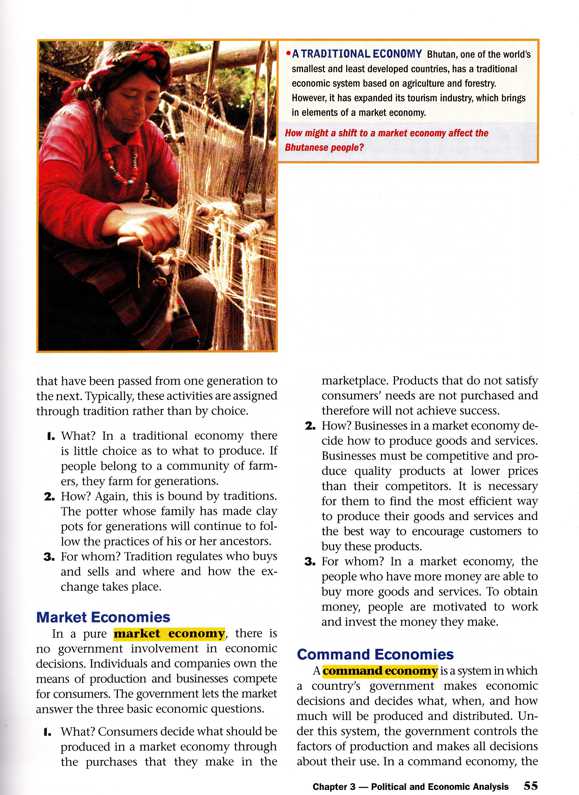 •A TRADITIONAL ECONOMY Bhutan, one of the world's
smallest and least developed countries, has a traditional
economic system based on agriculture and forestry.
However, it has expanded its tourism industry, which brings
in elements of a market economy.
How might a shift to a market economy affect the
Bhutanese people?
that have been passed from one generation to
the next. Typically, these activities are assigned
through tradition rather than by choice.
1. What? In a traditional economy there
is little choice as to what to produce. If
people belong to a community of farm-
ers, they farm for generations.
2. How? Again, this is bound by traditions.
The potter whose family has made clay
pots for generations will continue to fol-
low the practices of his or her ancestors.
3. For whom? Tradition regulates who buys
and sells and where and how the ex-
change takes place.
Market Economies
In a pure market economy, there is
no government involvement in economic
decisions. Individuals and companies own the
means of production and businesses compete
for consumers. The government lets the market
answer the three basic economic questions.
1. What? Consumers decide what should be
produced in a market economy through
the purchases that they make in the
marketplace. Products that do not satisfy
consumers' needs are not purchased and
therefore will not achieve success.
2. How? Businesses in a market economy de-
cide how to produce goods and services.
Businesses must be competitive and pro-
duce quality products at lower prices
than their competitors. It is necessary
for them to find the most efficient way
to produce their goods and services and
the best way to encourage customers to
buy these products.
3. For whom? In a market economy, the
people who have more money are able to
buy more goods and services. To obtain
money, people are motivated to work
and invest the money they make.
Command Economies
A command economy is a system in which
a country's government makes economic
decisions and decides what, when, and how
much will be produced and distributed. Un-
der this system, the government controls the
factors of production and makes all decisions
about their use. In a command economy, the
Chapter 3 — Political and Economic Analysis 55